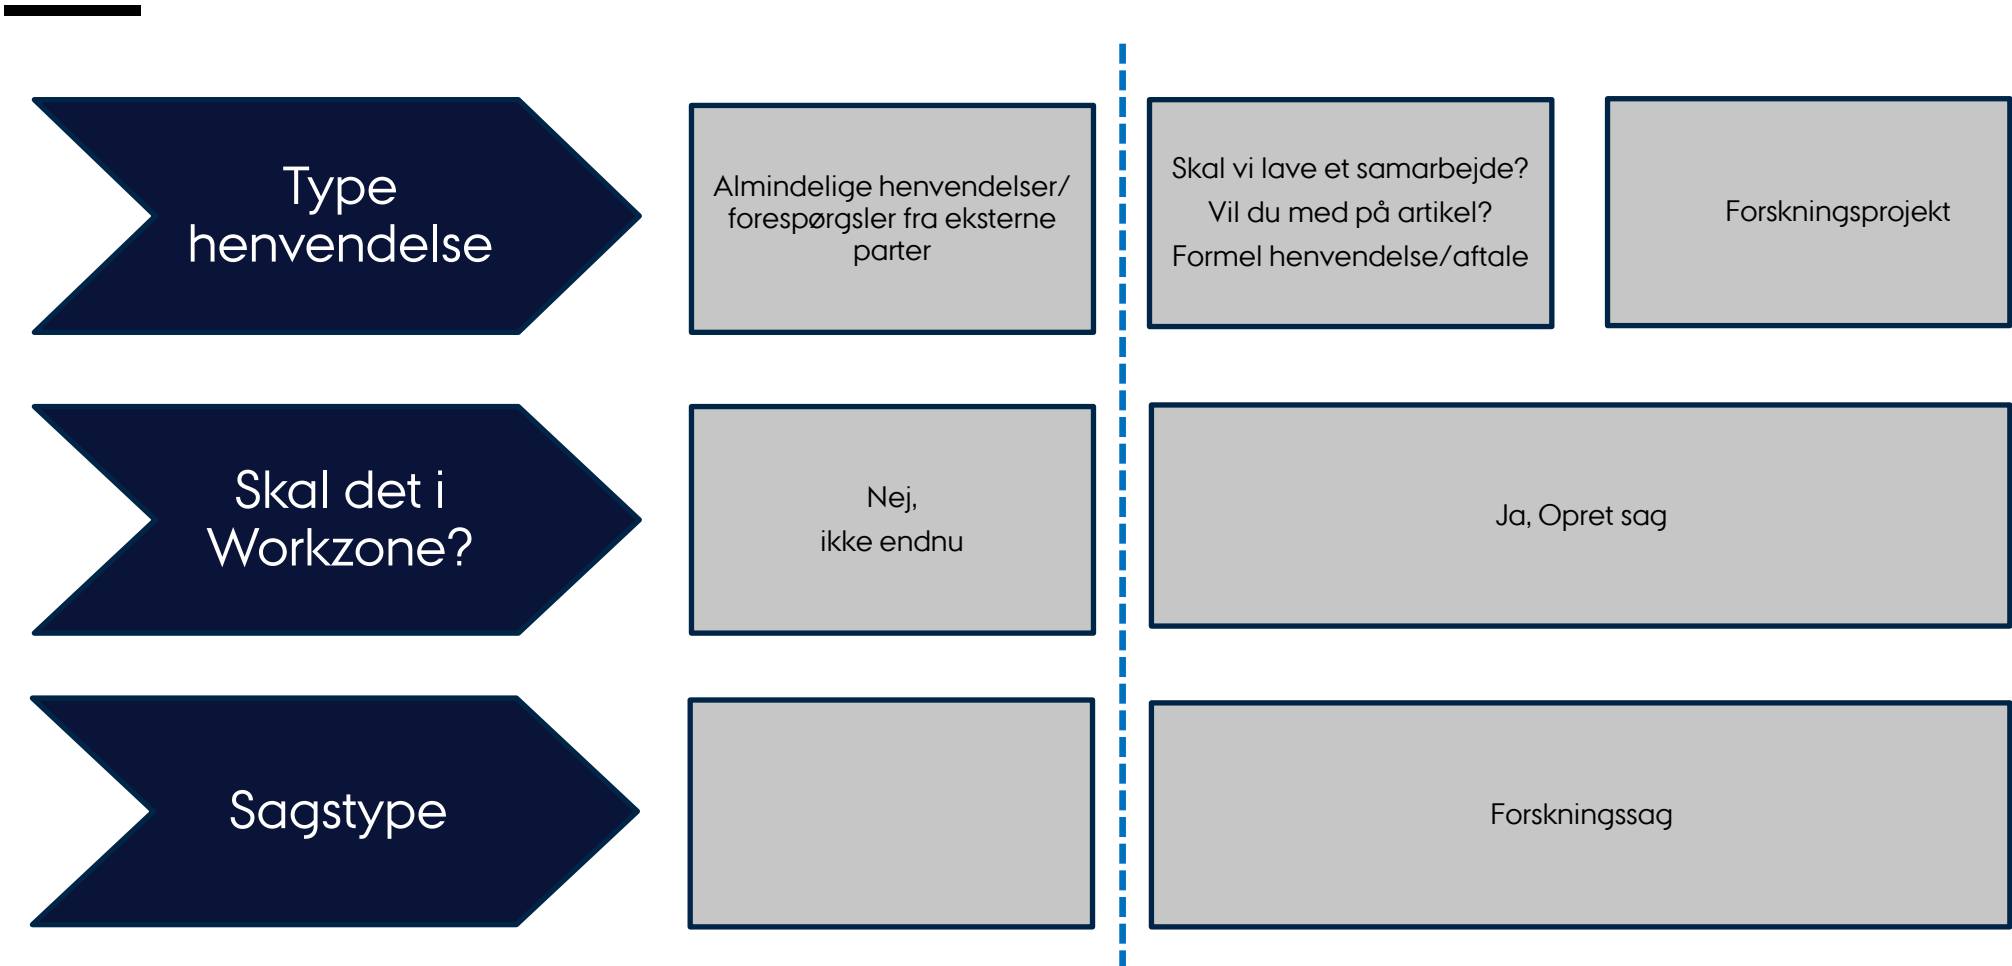 Type
henvendelse
Almindelige henvendelser/
forespørgsler fra eksterne
parter
Skal vi lave et samarbejde?
Vil du med på artikel?
Formel henvendelse/aftale
Forskningsprojekt
Skal det i
Workzone?
Nej,
ikke endnu
Ja, Opret sag
Sagstype
Forskningssag